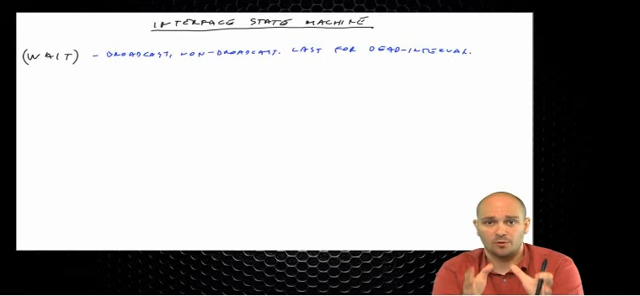 INTERFACE STATE MACHINE
(WAIT) - BROADCAST, NON-BROADCAST. LAST FOR DEAD-INTERVAL.